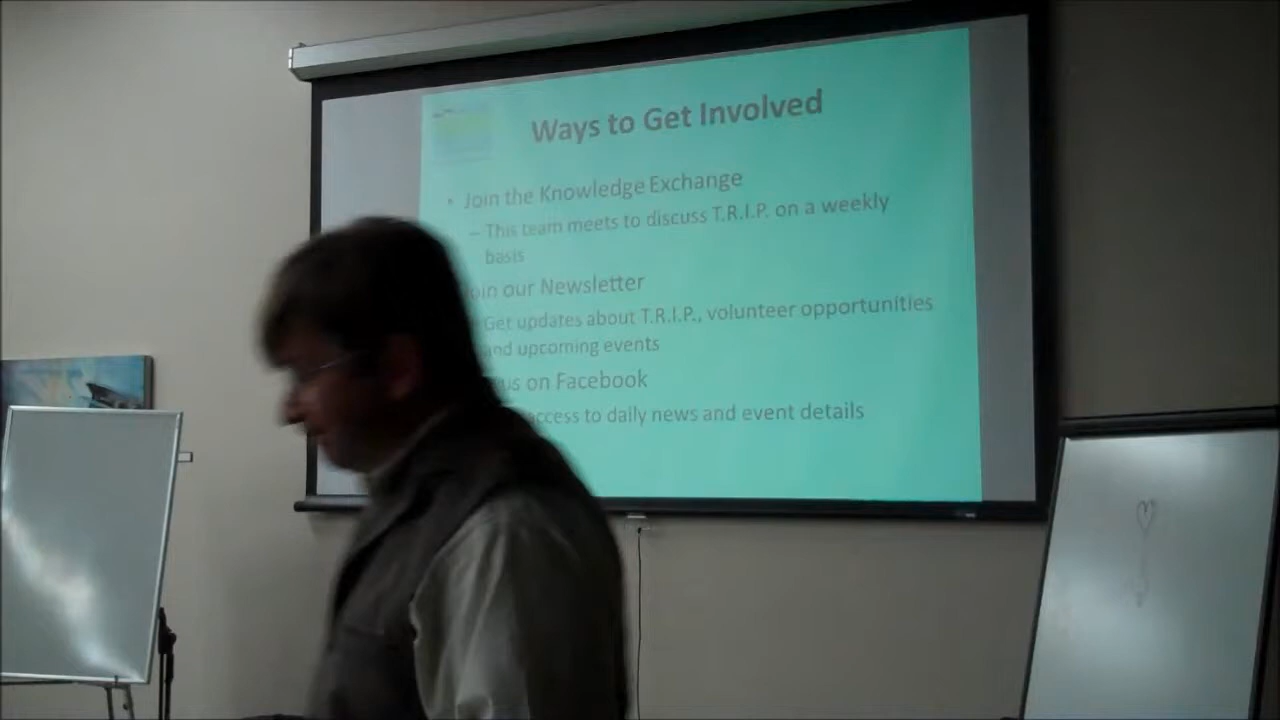 Ways to Get Involved
• Join the Knowledge Exchange
– This team meets to discuss T.R.I.P. on a weekly
basis
oin our Newsletter
Get updates about T.R.I.P., volunteer opportunities
and upcoming events
us on Facebook
access to daily news and event details